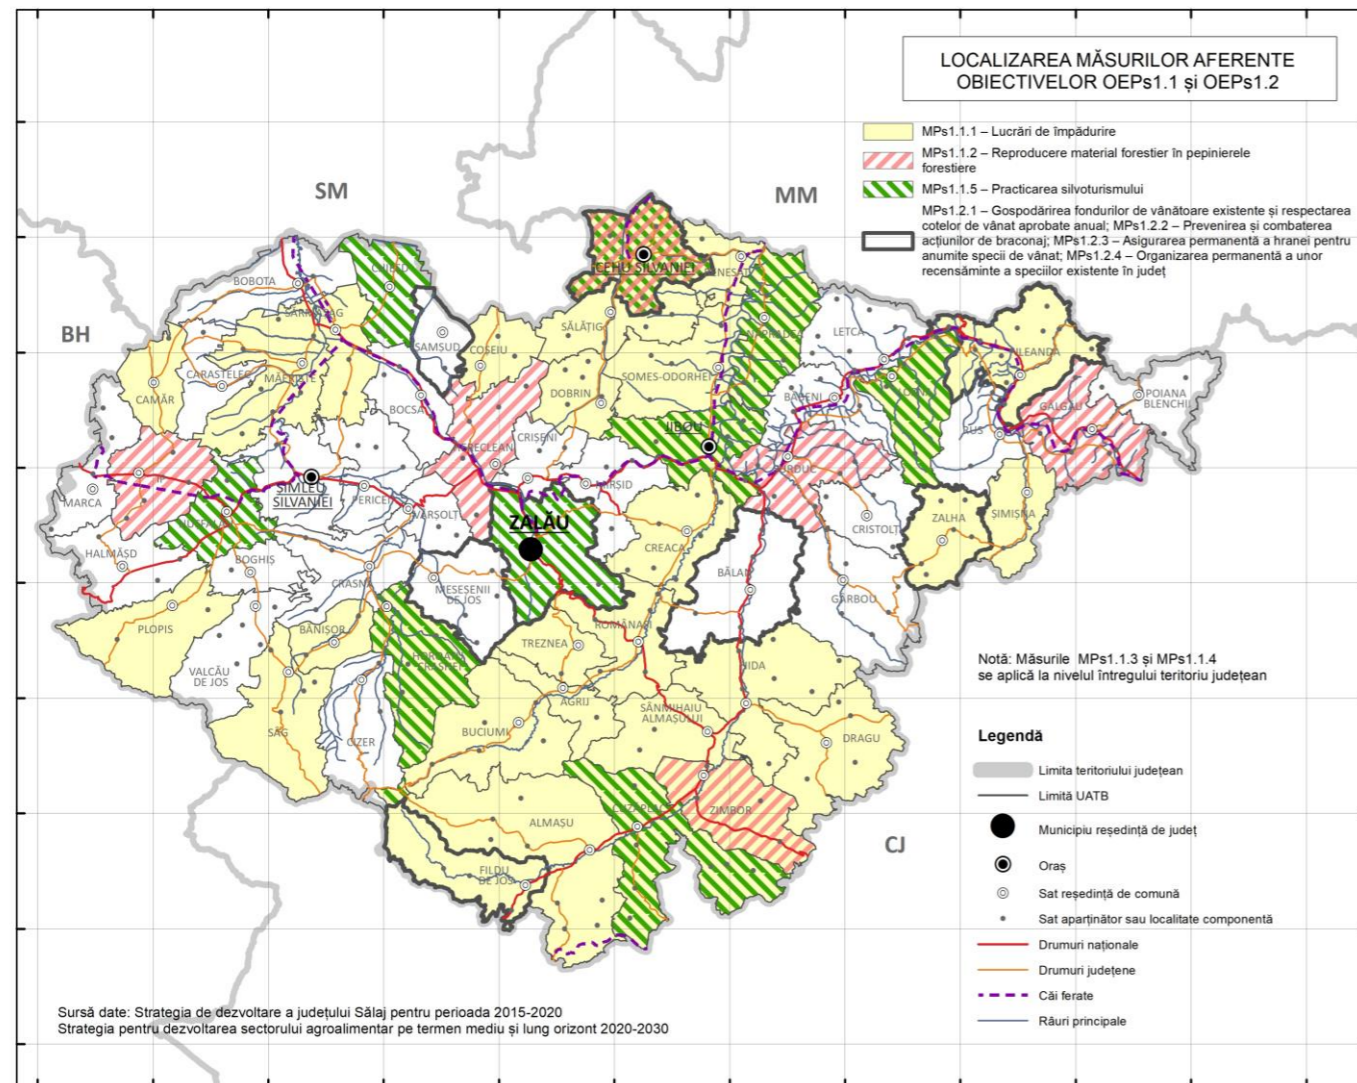 LOCALIZAREA MĂSURILOR AFERENTE
OBIECTIVELOR OEPs1.1 și OEPs1.2
MPs1.1.1 – Lucrări de împădurire
MPs1.1.2 – Reproducere material forestier în pepinierele
forestiere
MPs1.1.5 – Practicarea silvoturismului
MPs1.2.1 – Gospodărirea fondurilor de vânătoare existente și respectarea
cotelor de vânat aprobate anual; MPs1.2.2 – Prevenirea și combaterea
acțiunilor de braconaj; MPs1.2.3 – Asigurarea permanentă a hranei pentru
anumite specii de vânat; MPs1.2.4 – Organizarea permanentă a unor
recensăminte a speciilor existente în județ
SM
MM
BH
CJ
CEHU SILVANIEI
BOBOTA
SĂLĂȚIG
LETCA
SAMȘUD
COȘEIU
CARASTELEC
SOMEȘ-ODORHEI
CAMĂR
DOBRIN
BOCȘA
BĂBENI
POIANA
BLENCHII
GÂLGĂU
RUS
CRIȘENI
JIBOU
MARCA
ȘIMLEU
SILVANIEI
PERICEI
VÂRȘOLȚ
MIRȘID
ZALĂU
CRISTOLȚ
ZALHA
ȘIMIȘNA
HALMĂȘD
BOGHIȘ
CRASNA
MESEȘENII
DE JOS
CREACA
BĂLAN
GÂRBOU
PLOPIȘ
BĂNIȘOR
TREZNEA
ROMÂNAȘI
VALCĂU
DE JOS
HIDA
AGRIJ
SÂNMIHAIU
ALMAȘULUI
BUCIUMI
DRAGU
CIZER
ZIMBOR
ALMAȘU
FILDU
DE JOS
Notă: Măsurile MPs1.1.3 și MPs1.1.4
se aplică la nivelul întregului teritoriu județean
Legendă
Limita teritoriului județean
Limită UATB
Municipiu reședință de județ
Oraș
Sat reședință de comună
Sat aparținător sau localitate componentă
Drumuri naționale
Drumuri județene
Căi ferate
Râuri principale
Sursă date: Strategia de dezvoltare a județului Sălaj pentru perioada 2015-2020
Strategia pentru dezvoltarea sectorului agroalimentar pe termen mediu și lung orizont 2020-2030